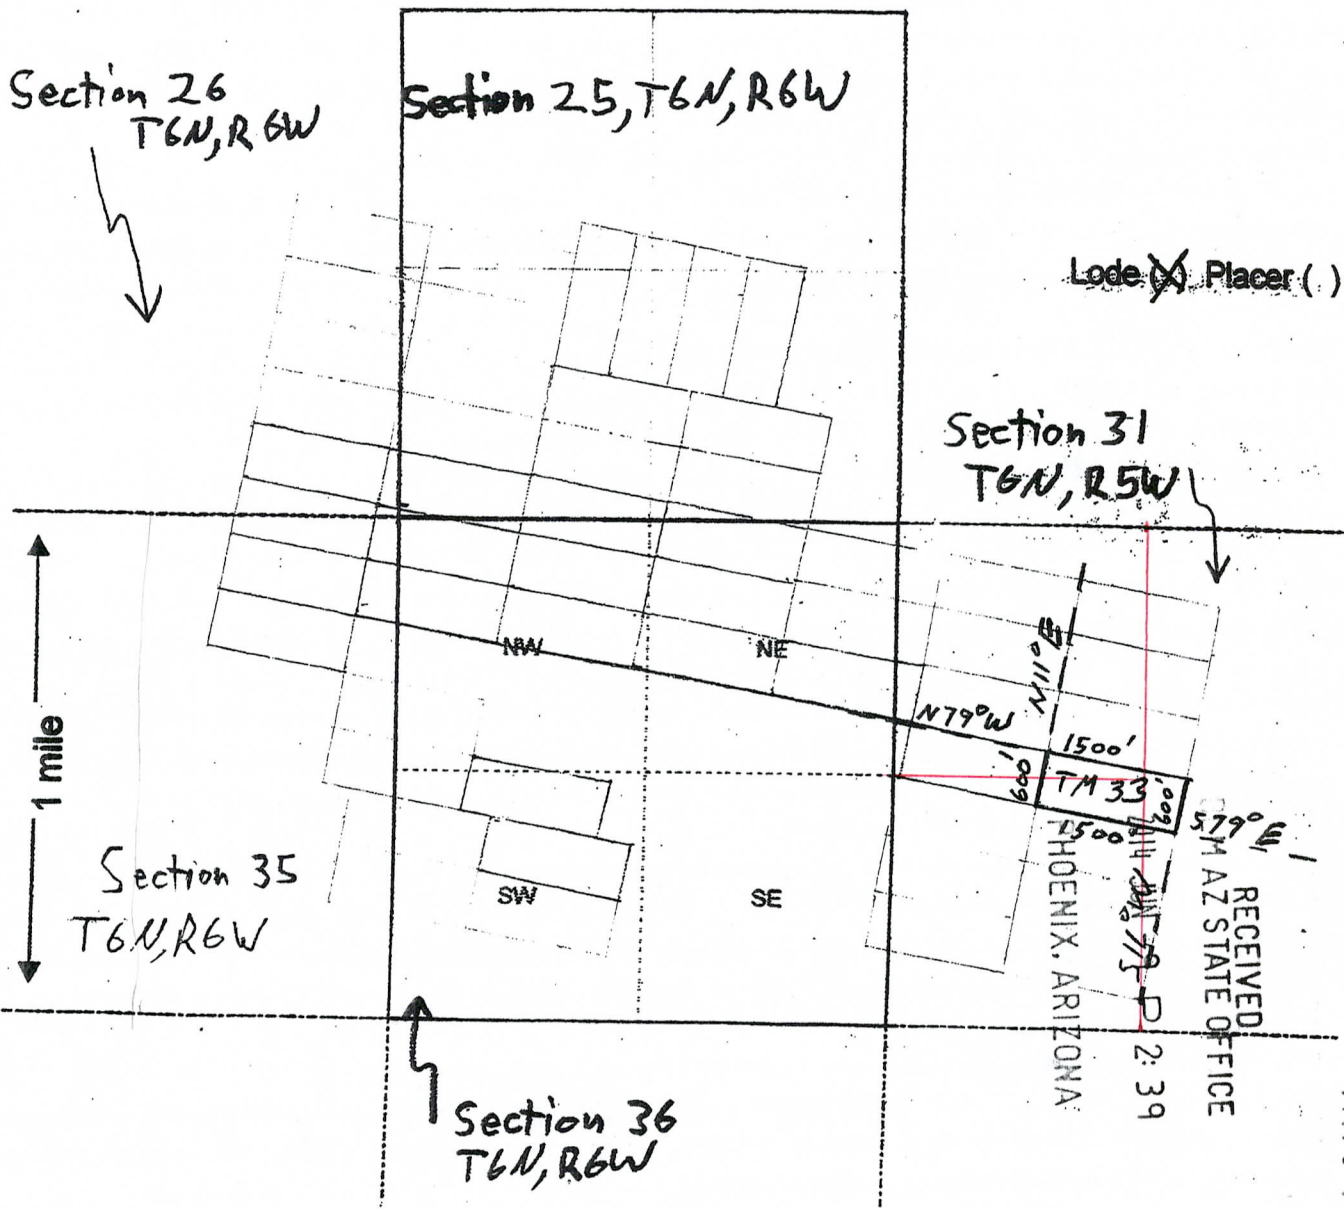 Section 26
T6N, R6W
Section 25, T6N, R6W
Lode (X) Placer ( )
Section 31
T6N, R5W
1 mile
NW
NE
N11°E
N79°W
1500'
600'
TM 33
600'
1500
S79°E
Section 35
T6N, R6W
SW
SE
S11°
RECEIVED
AZ STATE OFFICE
P 2:39
PHOENIX, ARIZONA
Section 36
T6N, R6W